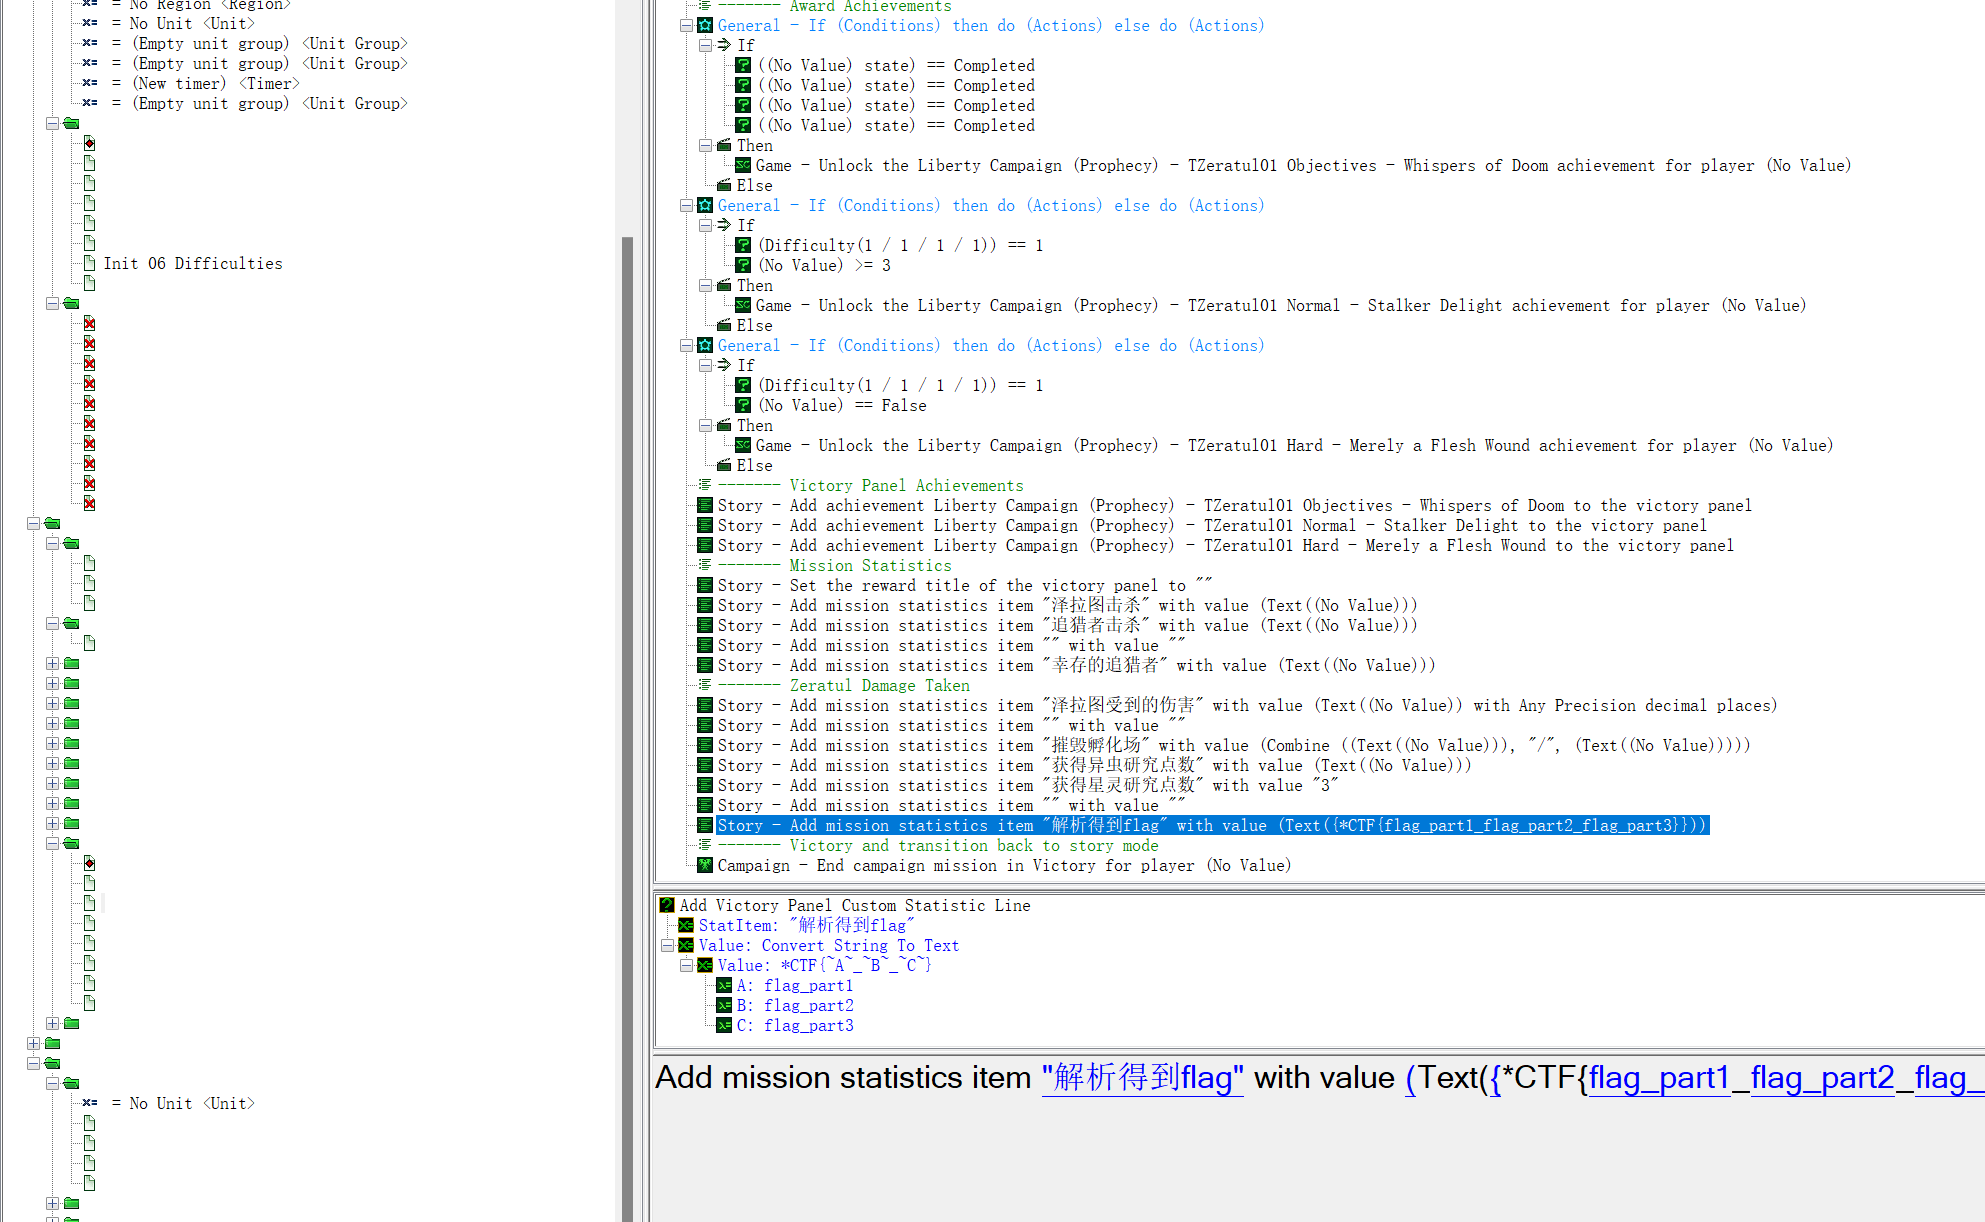 = No Region <Region>
= No Unit <Unit>
= (Empty unit group) <Unit Group>
= (Empty unit group) <Unit Group>
= (New timer) <Timer>
= (Empty unit group) <Unit Group>
Init 06 Difficulties
= No Unit <Unit>
------- Award Achievements
General - If (Conditions) then do (Actions) else do (Actions)
If
((No Value) state) == Completed
((No Value) state) == Completed
((No Value) state) == Completed
((No Value) state) == Completed
Then
Game - Unlock the Liberty Campaign (Prophecy) - TZeratul01 Objectives - Whispers of Doom achievement for player (No Value)
Else
General - If (Conditions) then do (Actions) else do (Actions)
If
(Difficulty(1 / 1 / 1 / 1)) == 1
(No Value) >= 3
Then
Game - Unlock the Liberty Campaign (Prophecy) - TZeratul01 Normal - Stalker Delight achievement for player (No Value)
Else
General - If (Conditions) then do (Actions) else do (Actions)
If
(Difficulty(1 / 1 / 1 / 1)) == 1
(No Value) == False
Then
Game - Unlock the Liberty Campaign (Prophecy) - TZeratul01 Hard - Merely a Flesh Wound achievement for player (No Value)
Else
------- Victory Panel Achievements
Story - Add achievement Liberty Campaign (Prophecy) - TZeratul01 Objectives - Whispers of Doom to the victory panel
Story - Add achievement Liberty Campaign (Prophecy) - TZeratul01 Normal - Stalker Delight to the victory panel
Story - Add achievement Liberty Campaign (Prophecy) - TZeratul01 Hard - Merely a Flesh Wound to the victory panel
------- Mission Statistics
Story - Set the reward title of the victory panel to ""
Story - Add mission statistics item "泽拉图击杀" with value (Text((No Value)))
Story - Add mission statistics item "追猎者击杀" with value (Text((No Value)))
Story - Add mission statistics item "" with value ""
Story - Add mission statistics item "幸存的追猎者" with value (Text((No Value)))
------- Zeratul Damage Taken
Story - Add mission statistics item "泽拉图受到的伤害" with value (Text((No Value)) with Any Precision decimal places)
Story - Add mission statistics item "" with value ""
Story - Add mission statistics item "摧毁孵化场" with value (Combine ((Text((No Value))), "/", (Text((No Value)))))
Story - Add mission statistics item "获得异虫研究点数" with value (Text((No Value)))
Story - Add mission statistics item "获得星灵研究点数" with value "3"
Story - Add mission statistics item "" with value ""
Story - Add mission statistics item "解析得到flag" with value (Text({*CTF{flag_part1_flag_part2_flag_part3}}))
------- Victory and transition back to story mode
Campaign - End campaign mission in Victory for player (No Value)
Add Victory Panel Custom Statistic Line
StatItem: "解析得到flag"
Value: Convert String To Text
Value: *CTF{~A~_~B~_~C~}
A: flag_part1
B: flag_part2
C: flag_part3
Add mission statistics item "解析得到flag" with value (Text({*CTF{flag_part1_flag_part2_flag_